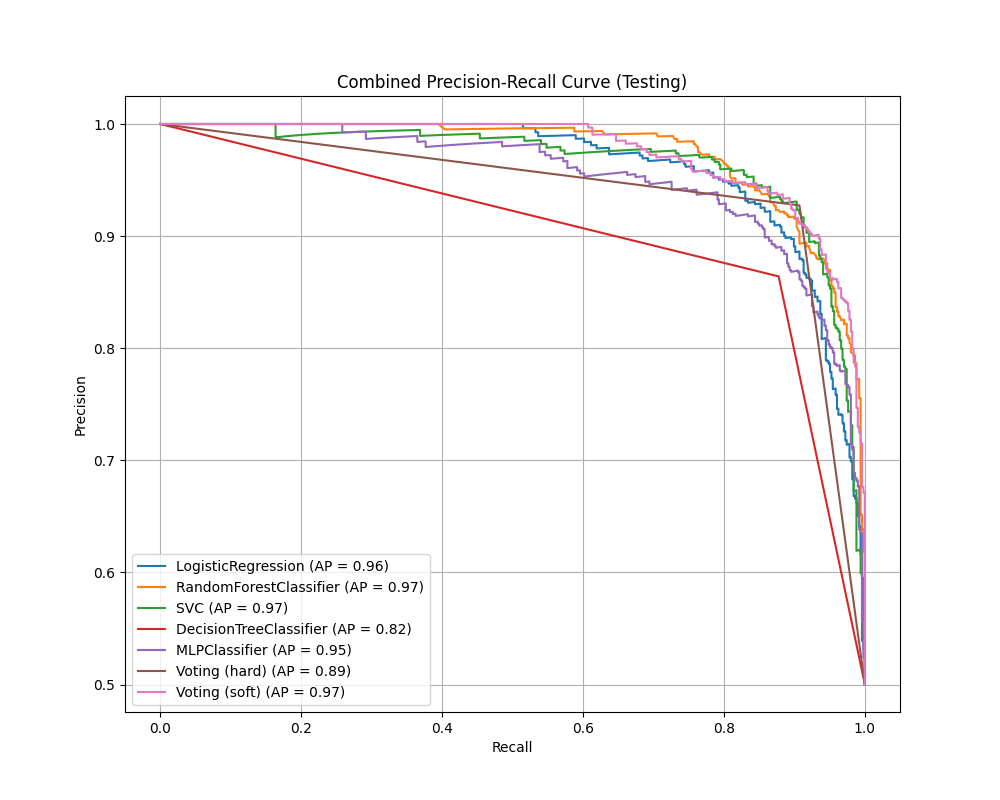 Combined Precision-Recall Curve (Testing)
1.0
0.9
0.8
0.7
0.6
0.5
Precision
LogisticRegression (AP = 0.96)
RandomForestClassifier (AP = 0.97)
SVC (AP = 0.97)
DecisionTreeClassifier (AP = 0.82)
MLPClassifier (AP = 0.95)
Voting (hard) (AP = 0.89)
Voting (soft) (AP = 0.97)
0.0 0.2 0.4 0.6 0.8 1.0
Recall